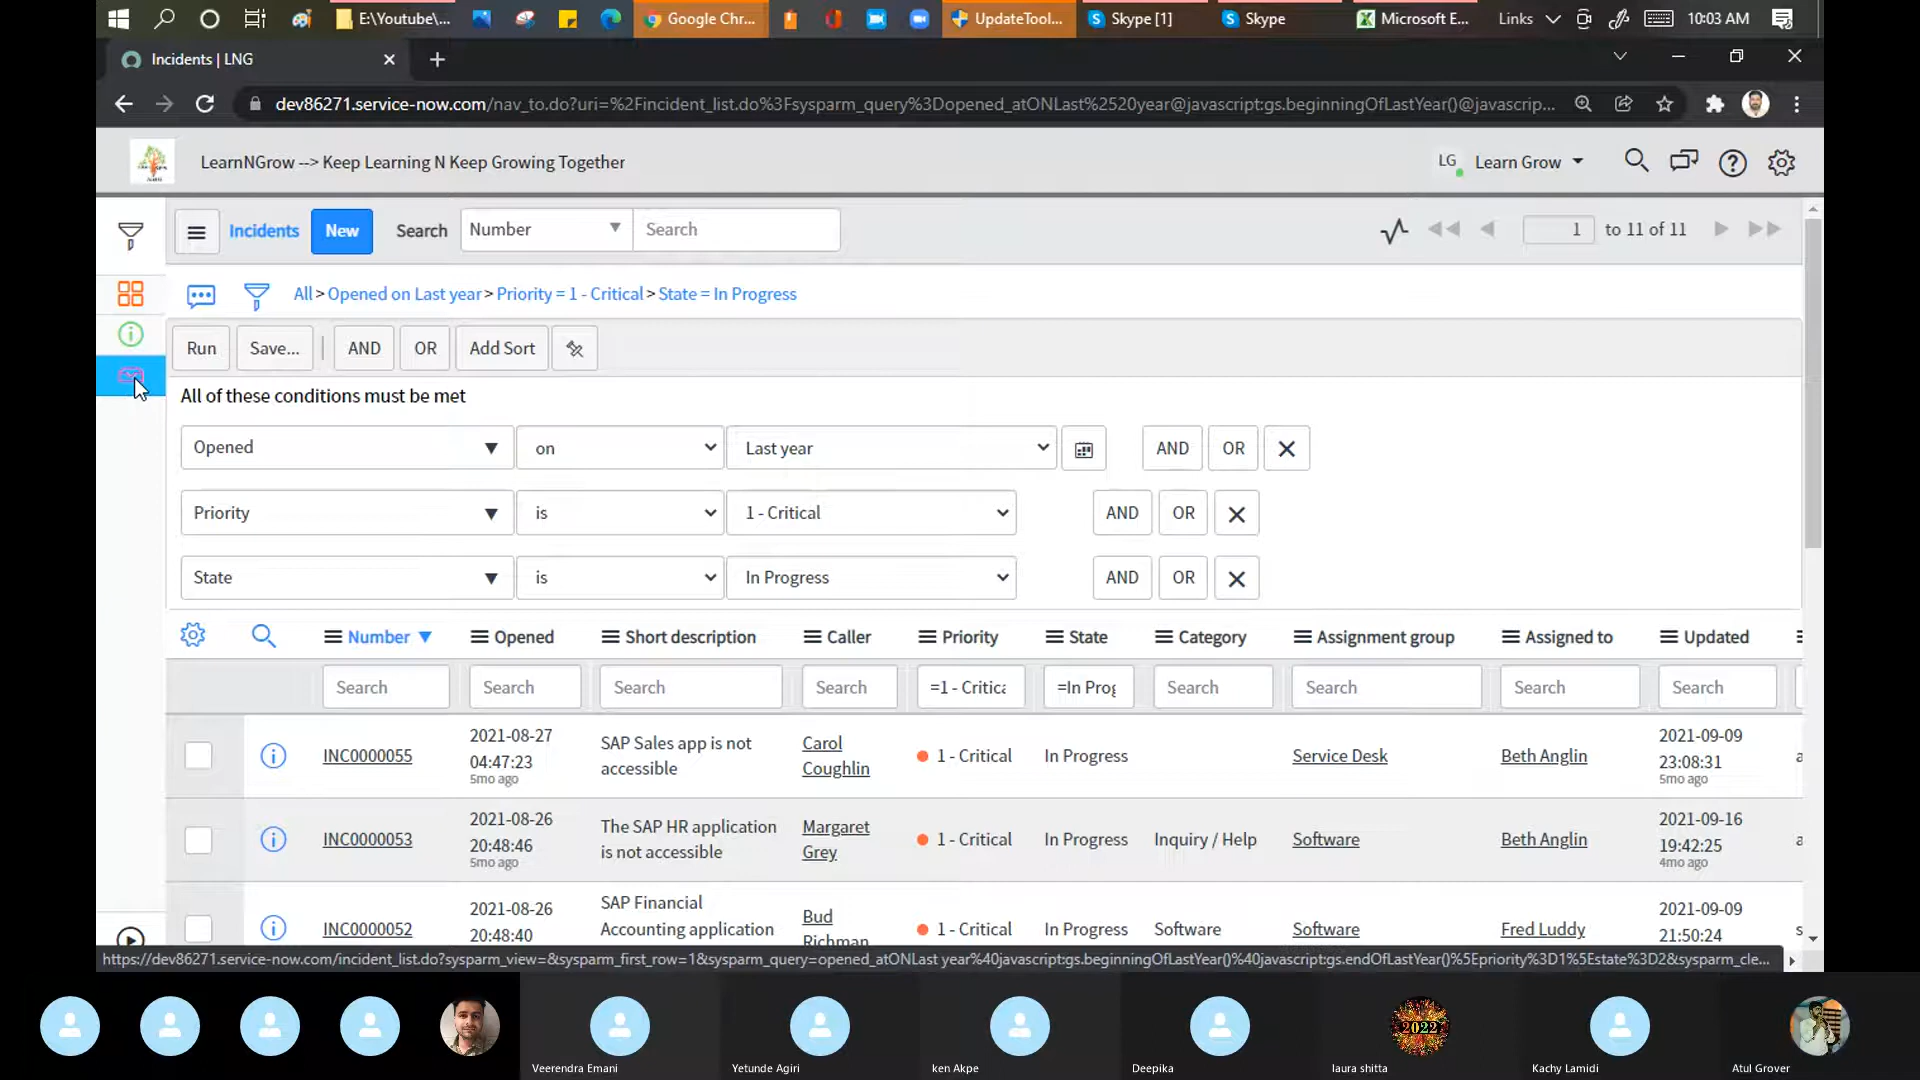 E:\Youtube\... Google Chr... UpdateTool... Skype [1] Skype Microsoft E... Links 10:03 AM
Incidents | LNG
dev86271.service-now.com/nav_to.do?uri=%2Fincident_list.do%3Fsysparm_query%3Dopened_atONLast%2520year@javascript:gs.beginningOfLastYear()@javascrip...
LearnNGrow --> Keep Learning N Keep Growing Together LG Learn Grow
Incidents New Search Number Search 1 to 11 of 11
All > Opened on Last year > Priority = 1 - Critical > State = In Progress
Run Save... AND OR Add Sort
All of these conditions must be met
Opened on Last year AND OR
Priority is 1 - Critical AND OR
State is In Progress AND OR
Number Opened Short description Caller Priority State Category Assignment group Assigned to Updated
Search Search Search Search =1 - Critica =In Prog Search Search Search Search
INC0000055 2021-08-27 04:47:23 5mo ago SAP Sales app is not accessible Carol Coughlin 1 - Critical In Progress Service Desk Beth Anglin 2021-09-09 23:08:31 5mo ago a
INC0000053 2021-08-26 20:48:46 5mo ago The SAP HR application is not accessible Margaret Grey 1 - Critical In Progress Inquiry / Help Software Beth Anglin 2021-09-16 19:42:25 4mo ago a
INC0000052 2021-08-26 20:48:40 SAP Financial Accounting application Bud Richman 1 - Critical In Progress Software Software Fred Luddy 2021-09-09 21:50:24 s
https://dev86271.service-now.com/incident_list.do?sysparm_view=&sysparm_first_row=1&sysparm_query=opened_atONLast year%40javascript:gs.beginningOfLastYear()%40javascript:gs.endOfLastYear()%5Epriority%3D1%5Estate%3D2&sysparm_cle...
2022
Veerendra Emani Yetunde Agiri ken Akpe Deepika laura shitta Kachy Lamidi Atul Grover